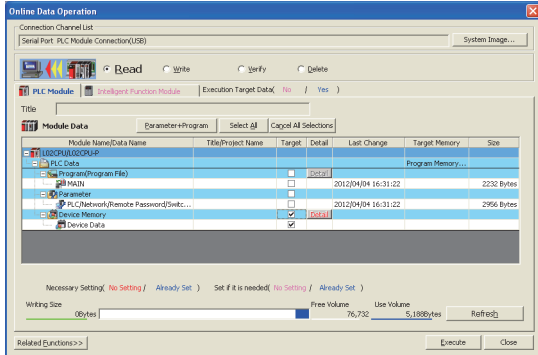 Online Data Operation
Connection Channel List
Serial Port PLC Module Connection(USB)
System Image...
Read Write Verify Delete
PLC Module Intelligent Function Module Execution Target Data( No / Yes )
Title
Module Data Parameter+Program Select All Cancel All Selections
Module Name/Data Name Title/Project Name Target Detail Last Change Target Memory Size
L02CPU/L02CPU-P
PLC Data Program Memory...
Program(Program File) Detail
MAIN 2012/04/04 16:31:22 2232 Bytes
Parameter
PLC/Network/Remote Password/Switc... 2012/04/04 16:31:22 2956 Bytes
Device Memory Detail
Device Data
Necessary Setting( No Setting / Already Set ) Set if it is needed( No Setting / Already Set )
Writing Size Free Volume Use Volume
0Bytes 76,732 5,188Bytes Refresh
Related Functions>> Execute Close